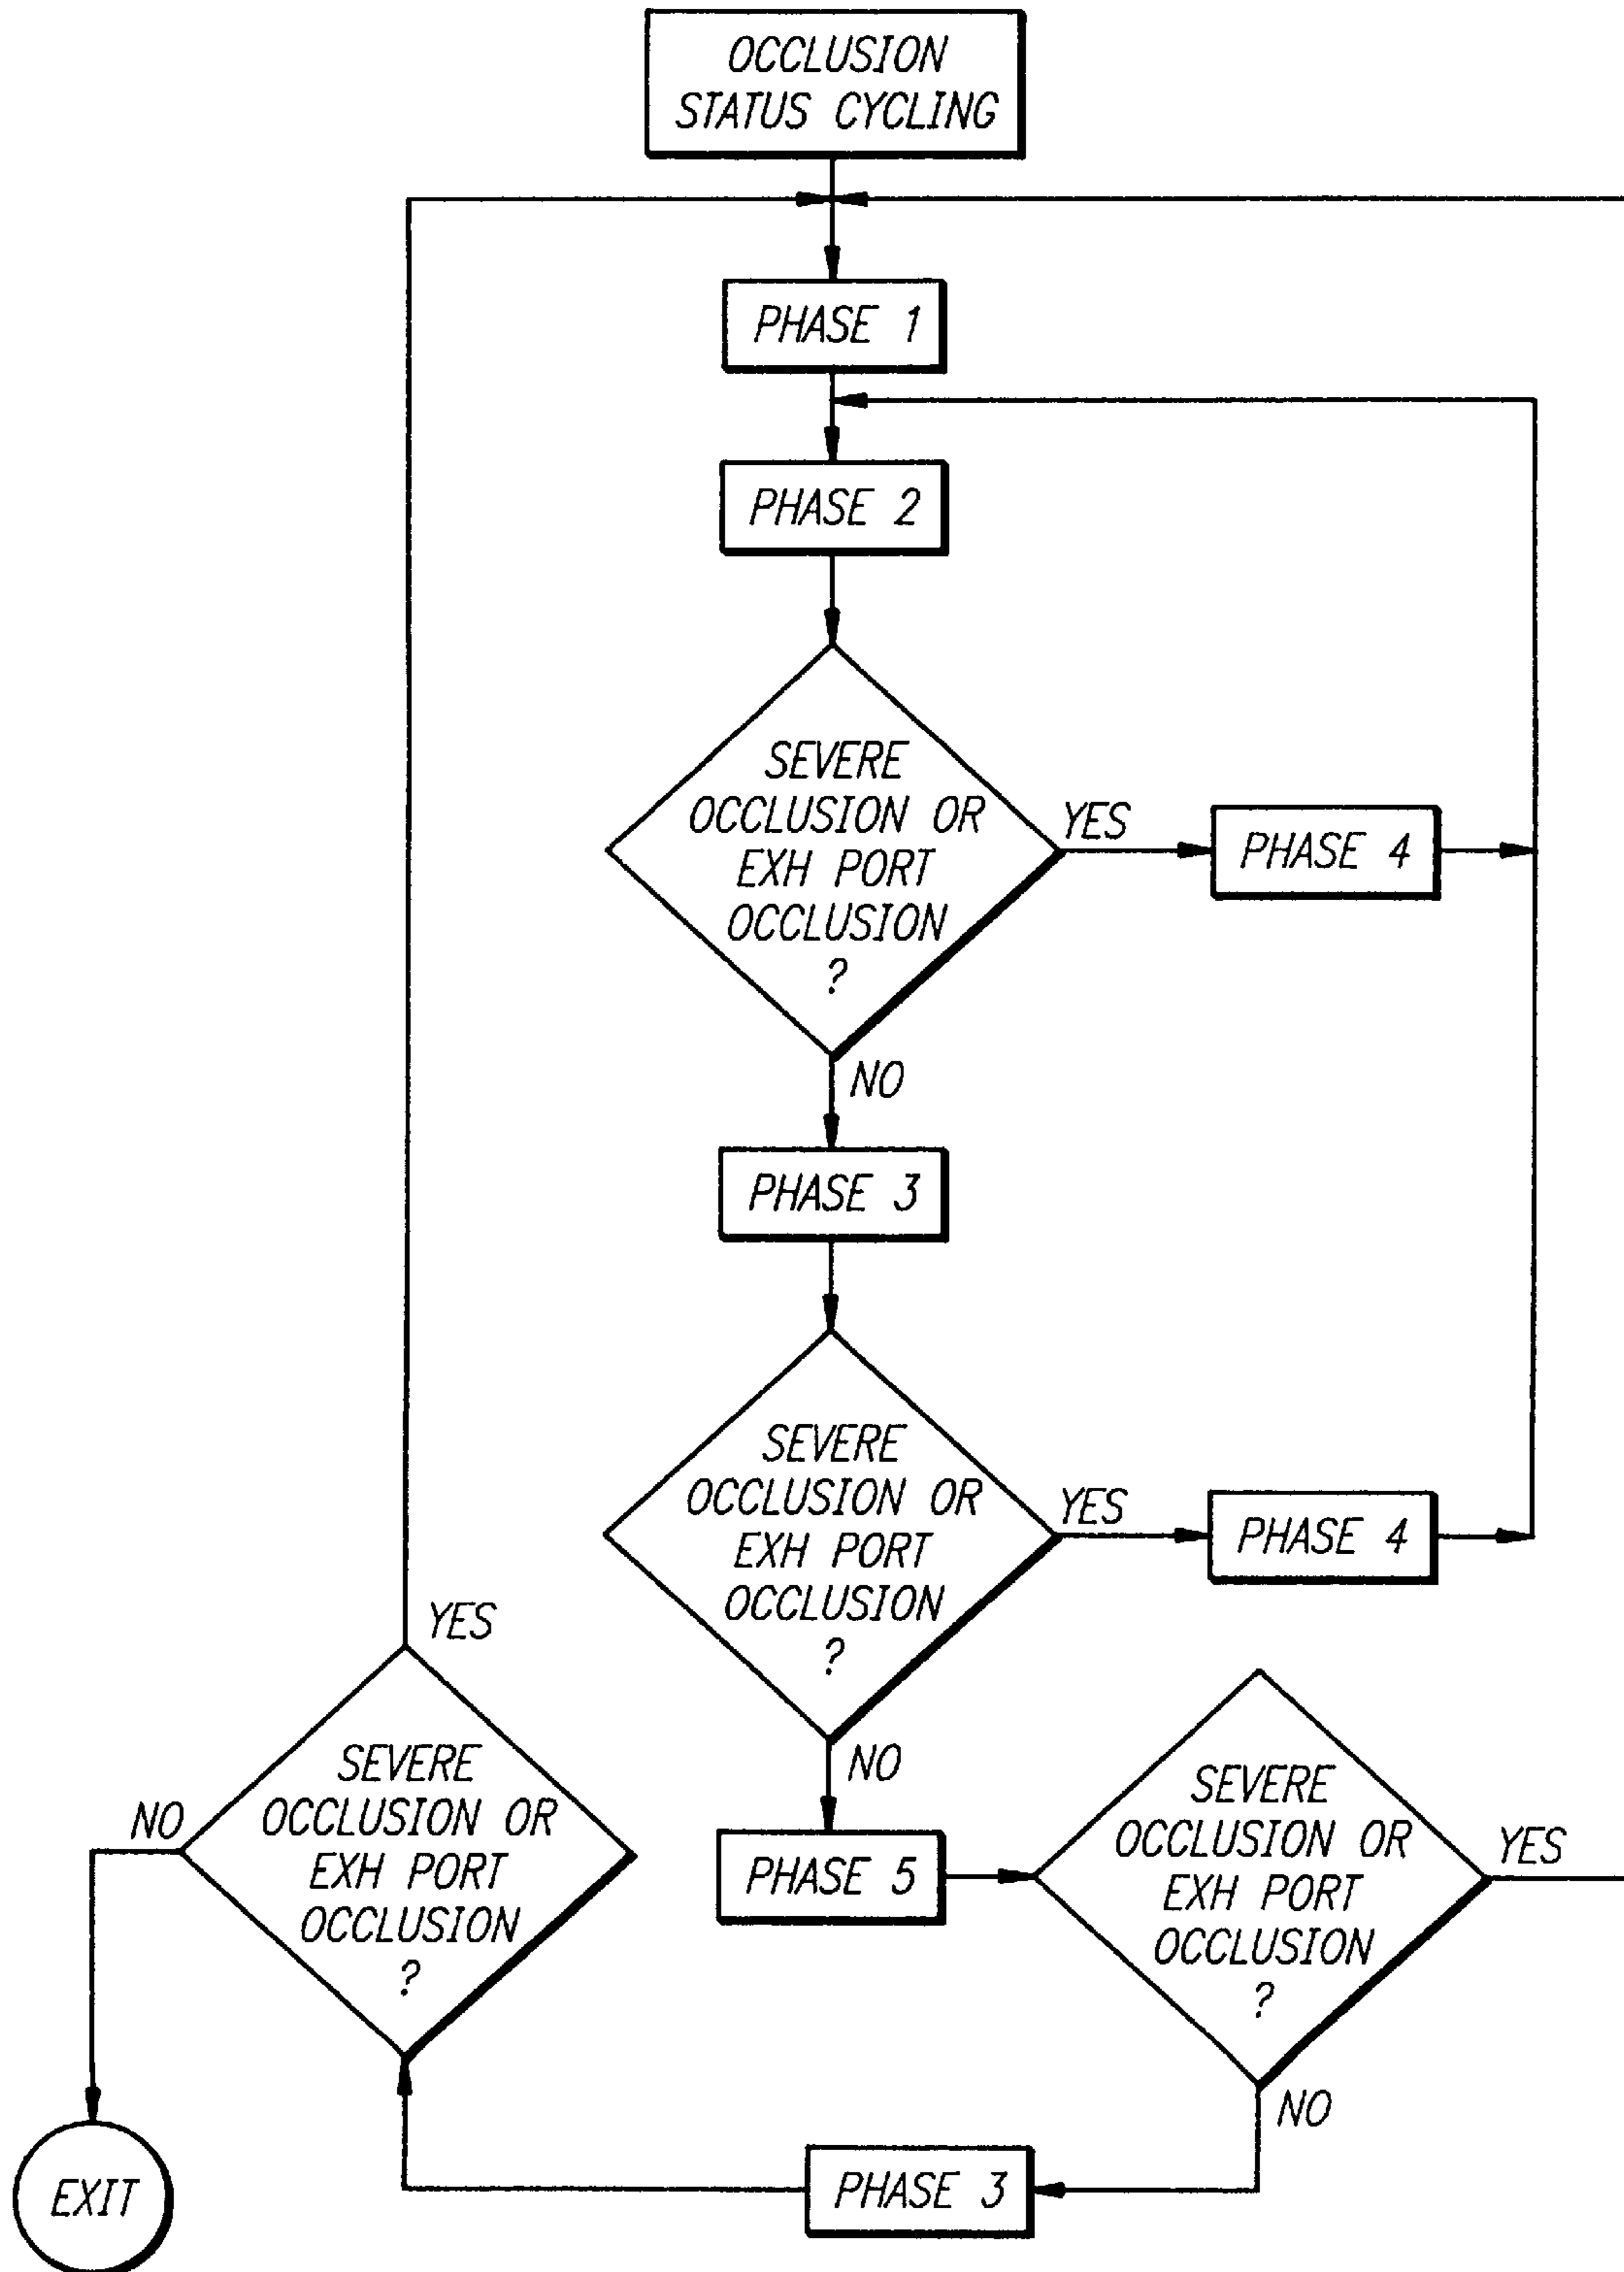 OCCLUSION
STATUS CYCLING
PHASE 1
PHASE 2
SEVERE
OCCLUSION OR
EXH PORT
OCCLUSION
?
YES
PHASE 4
NO
PHASE 3
SEVERE
OCCLUSION OR
EXH PORT
OCCLUSION
?
YES
PHASE 4
NO
PHASE 5
SEVERE
OCCLUSION OR
EXH PORT
OCCLUSION
?
YES
NO
PHASE 3
SEVERE
OCCLUSION OR
EXH PORT
OCCLUSION
?
YES
NO
EXIT